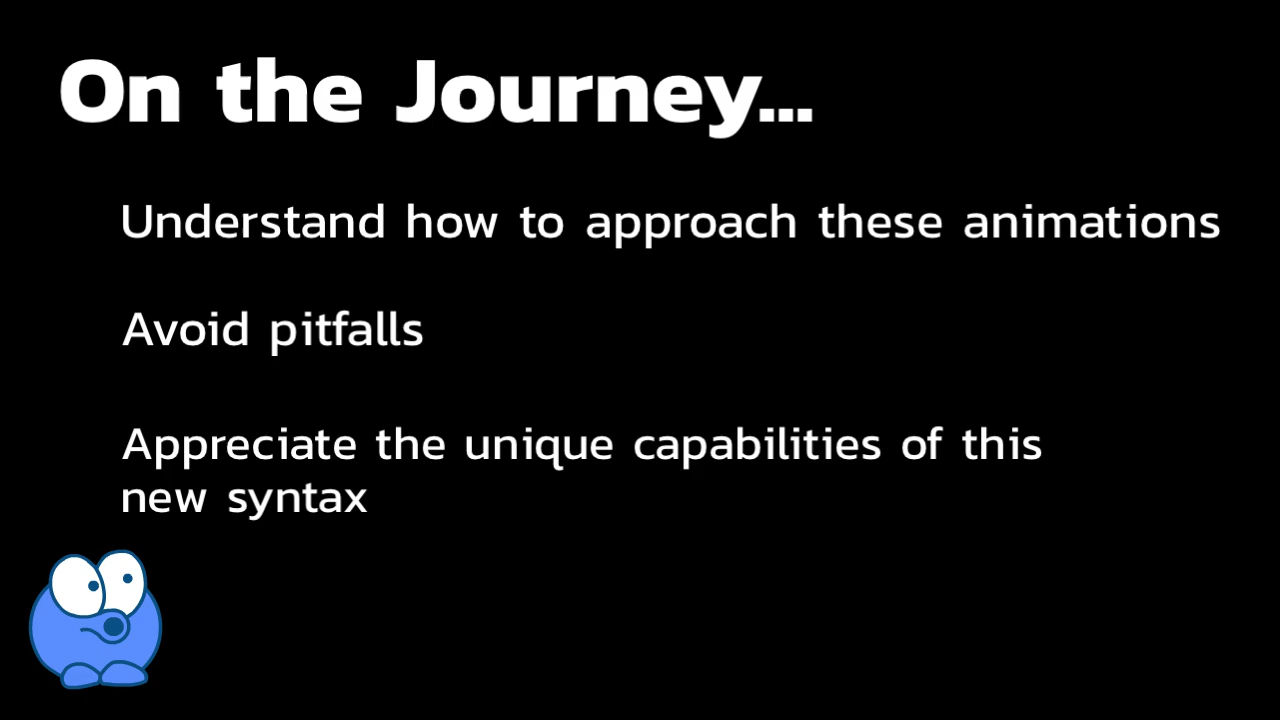 On the Journey...
Understand how to approach these animations
Avoid pitfalls
Appreciate the unique capabilities of this
new syntax